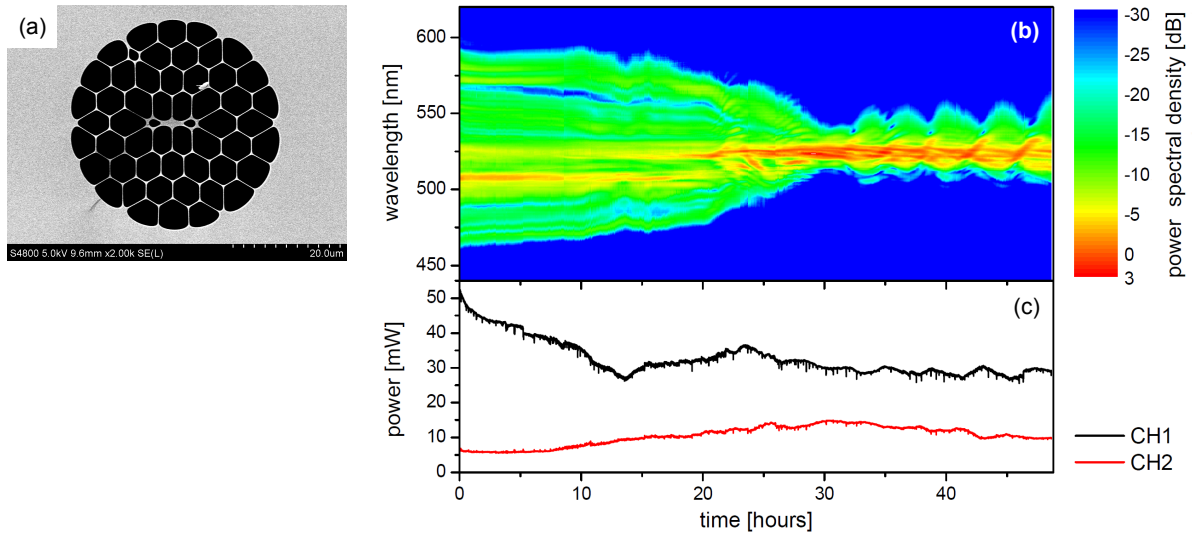 (a)
S4800 5.0kV 9.6mm x2.00k SE(L) 20.0um
(b)
600
550
500
450
wavelength [nm]
-30
-25
-20
-15
-10
-5
0
3
power spectral density [dB]
(c)
50
40
30
20
10
0
power [mW]
0 10 20 30 40
time [hours]
CH1
CH2